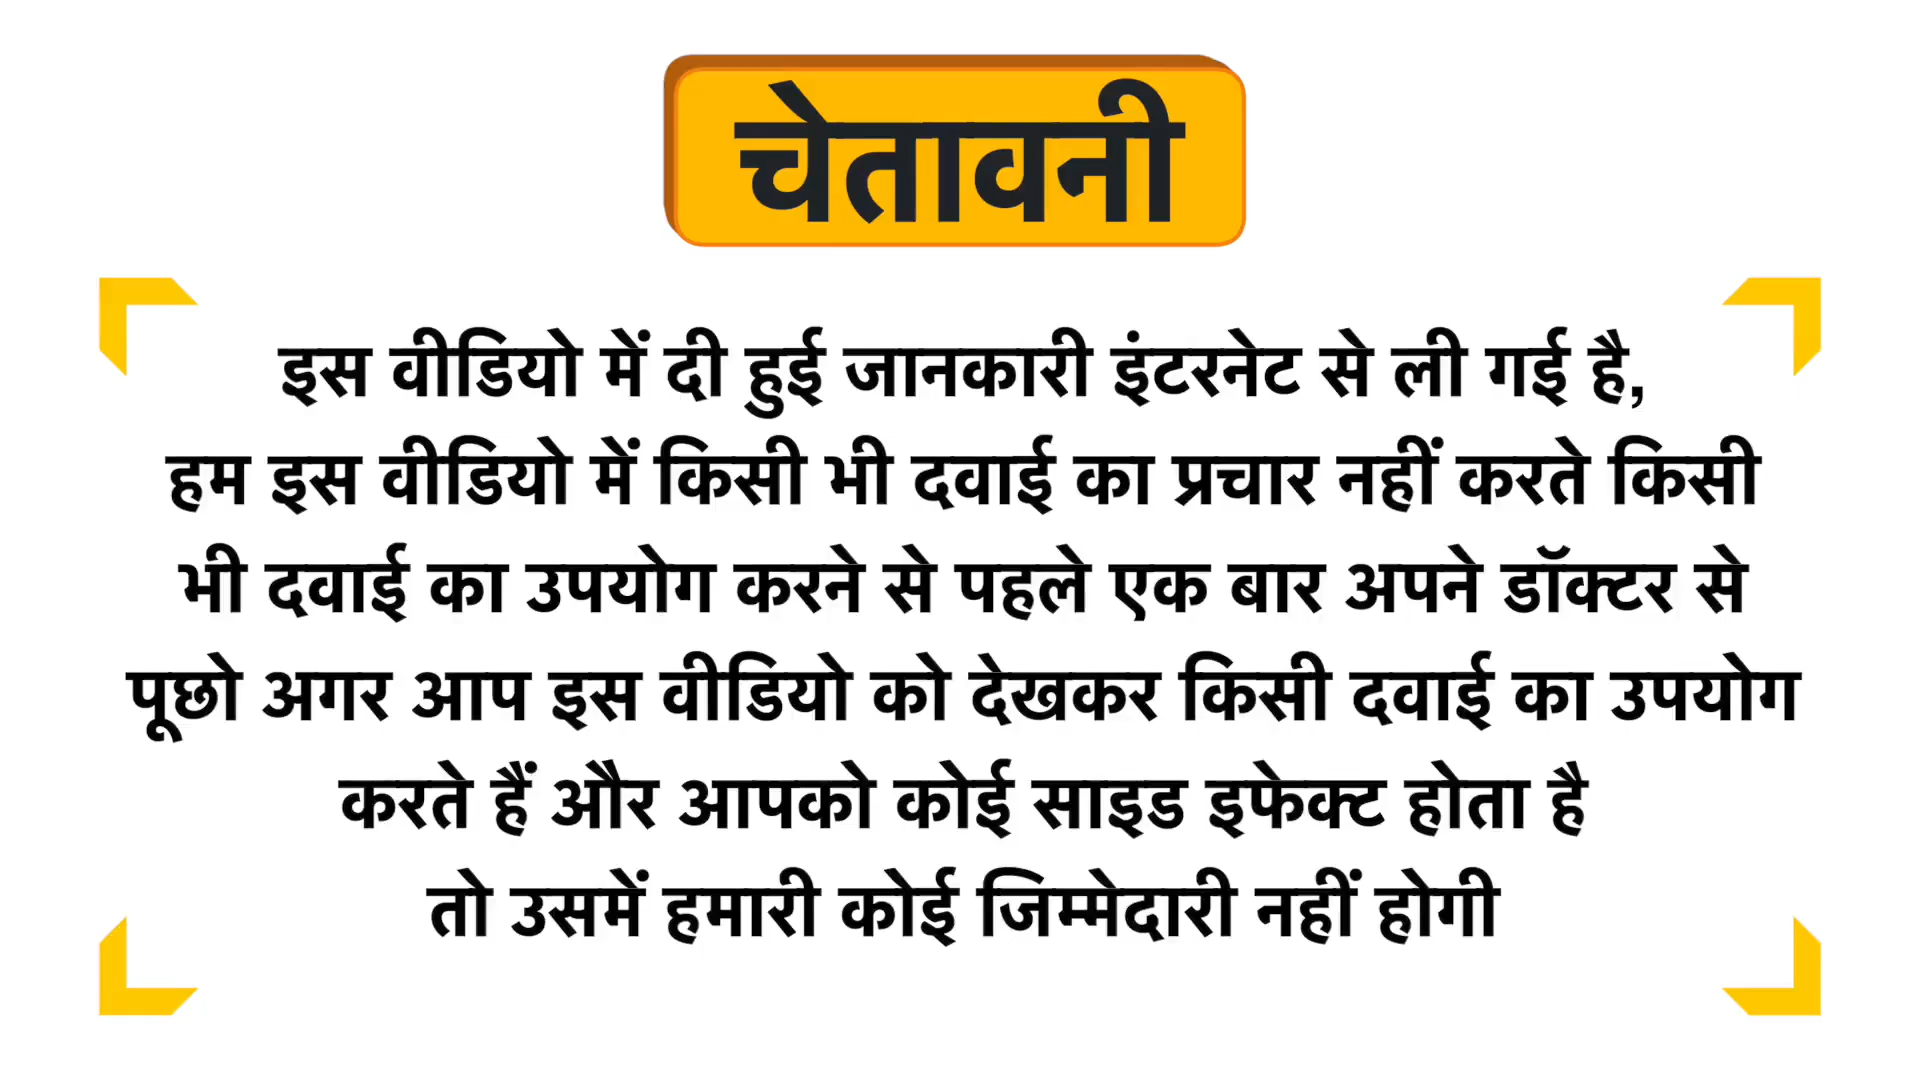 चेतावनी
इस वीडियो में दी हुई जानकारी इंटरनेट से ली गई है,
हम इस वीडियो में किसी भी दवाई का प्रचार नहीं करते किसी
भी दवाई का उपयोग करने से पहले एक बार अपने डॉक्टर से
पूछो अगर आप इस वीडियो को देखकर किसी दवाई का उपयोग
करते हैं और आपको कोई साइड इफेक्ट होता है
तो उसमें हमारी कोई जिम्मेदारी नहीं होगी